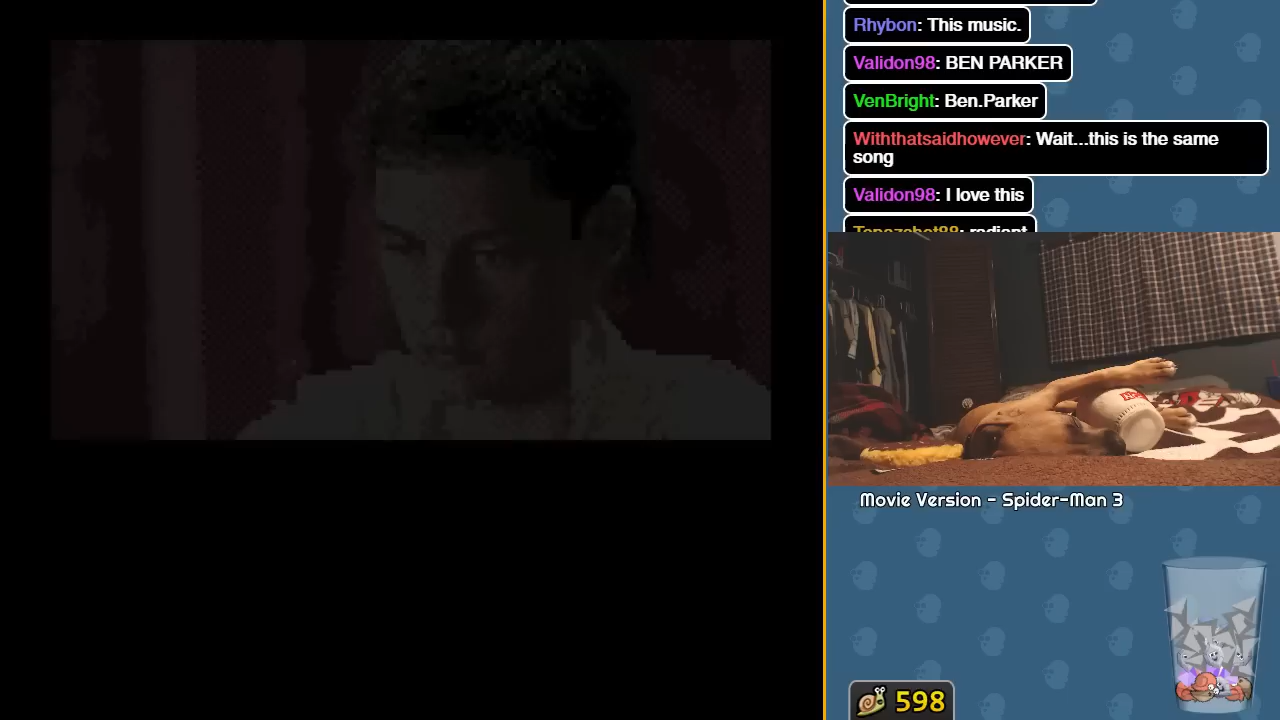 Rhybon: This music.
Validon98: BEN PARKER
VenBright: Ben.Parker
Withthatsaidhowever: Wait...this is the same
song
Validon98: I love this
Movie Version - Spider-Man 3
598